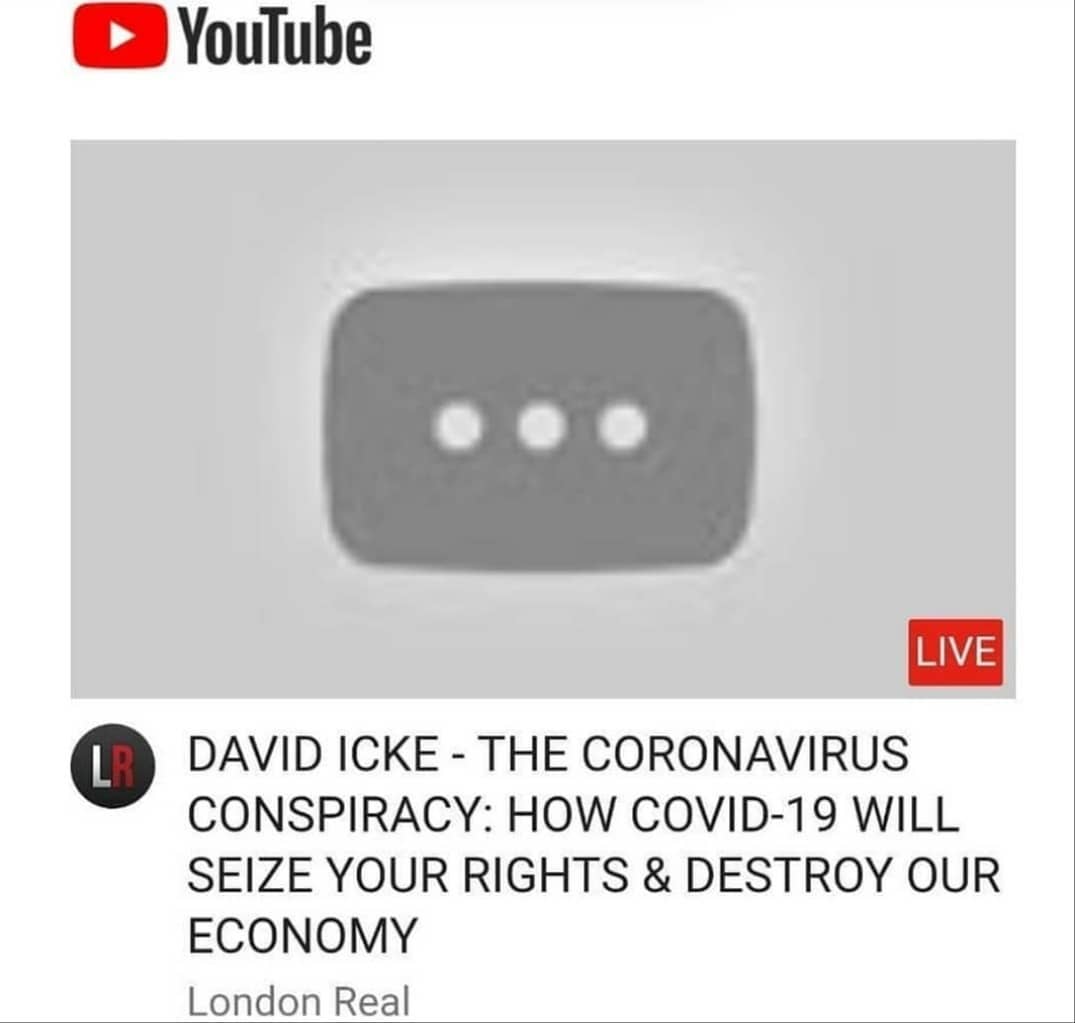 YouTube
LIVE
LR
DAVID ICKE - THE CORONAVIRUS
CONSPIRACY: HOW COVID-19 WILL
SEIZE YOUR RIGHTS & DESTROY OUR
ECONOMY
London Real